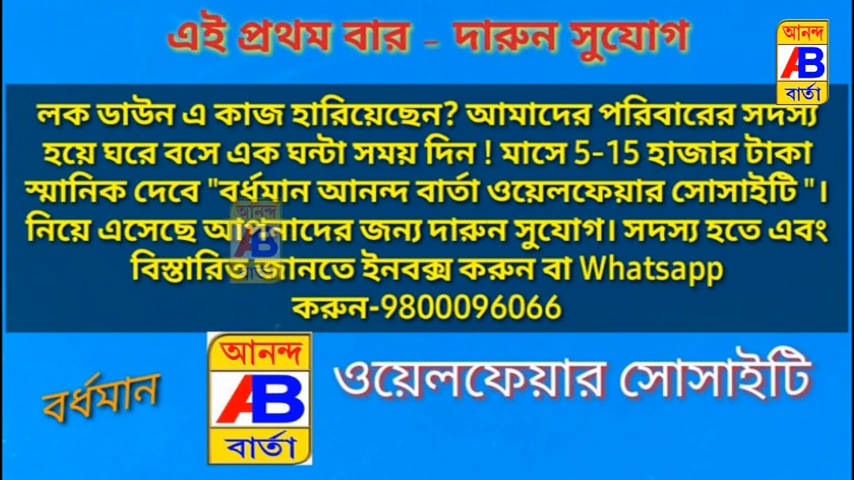 এই প্রথম বার - দারুন সুযোগ
আনন্দ
AB
বার্তা
লক ডাউন এ কাজ হারিয়েছেন? আমাদের পরিবারের সদস্য
হয়ে ঘরে বসে এক ঘন্টা সময় দিন ! মাসে 5-15 হাজার টাকা
স্মানিক দেবে "বর্ধমান আনন্দ বার্তা ওয়েলফেয়ার সোসাইটি "।
নিয়ে এসেছে আপনাদের জন্য দারুন সুযোগ। সদস্য হতে এবং
বিস্তারিত জানতে ইনবক্স করুন বা Whatsapp
করুন-9800096066
আনন্দ
AB
বার্তা
বর্ধমান
আনন্দ
AB
বার্তা
ওয়েলফেয়ার সোসাইটি